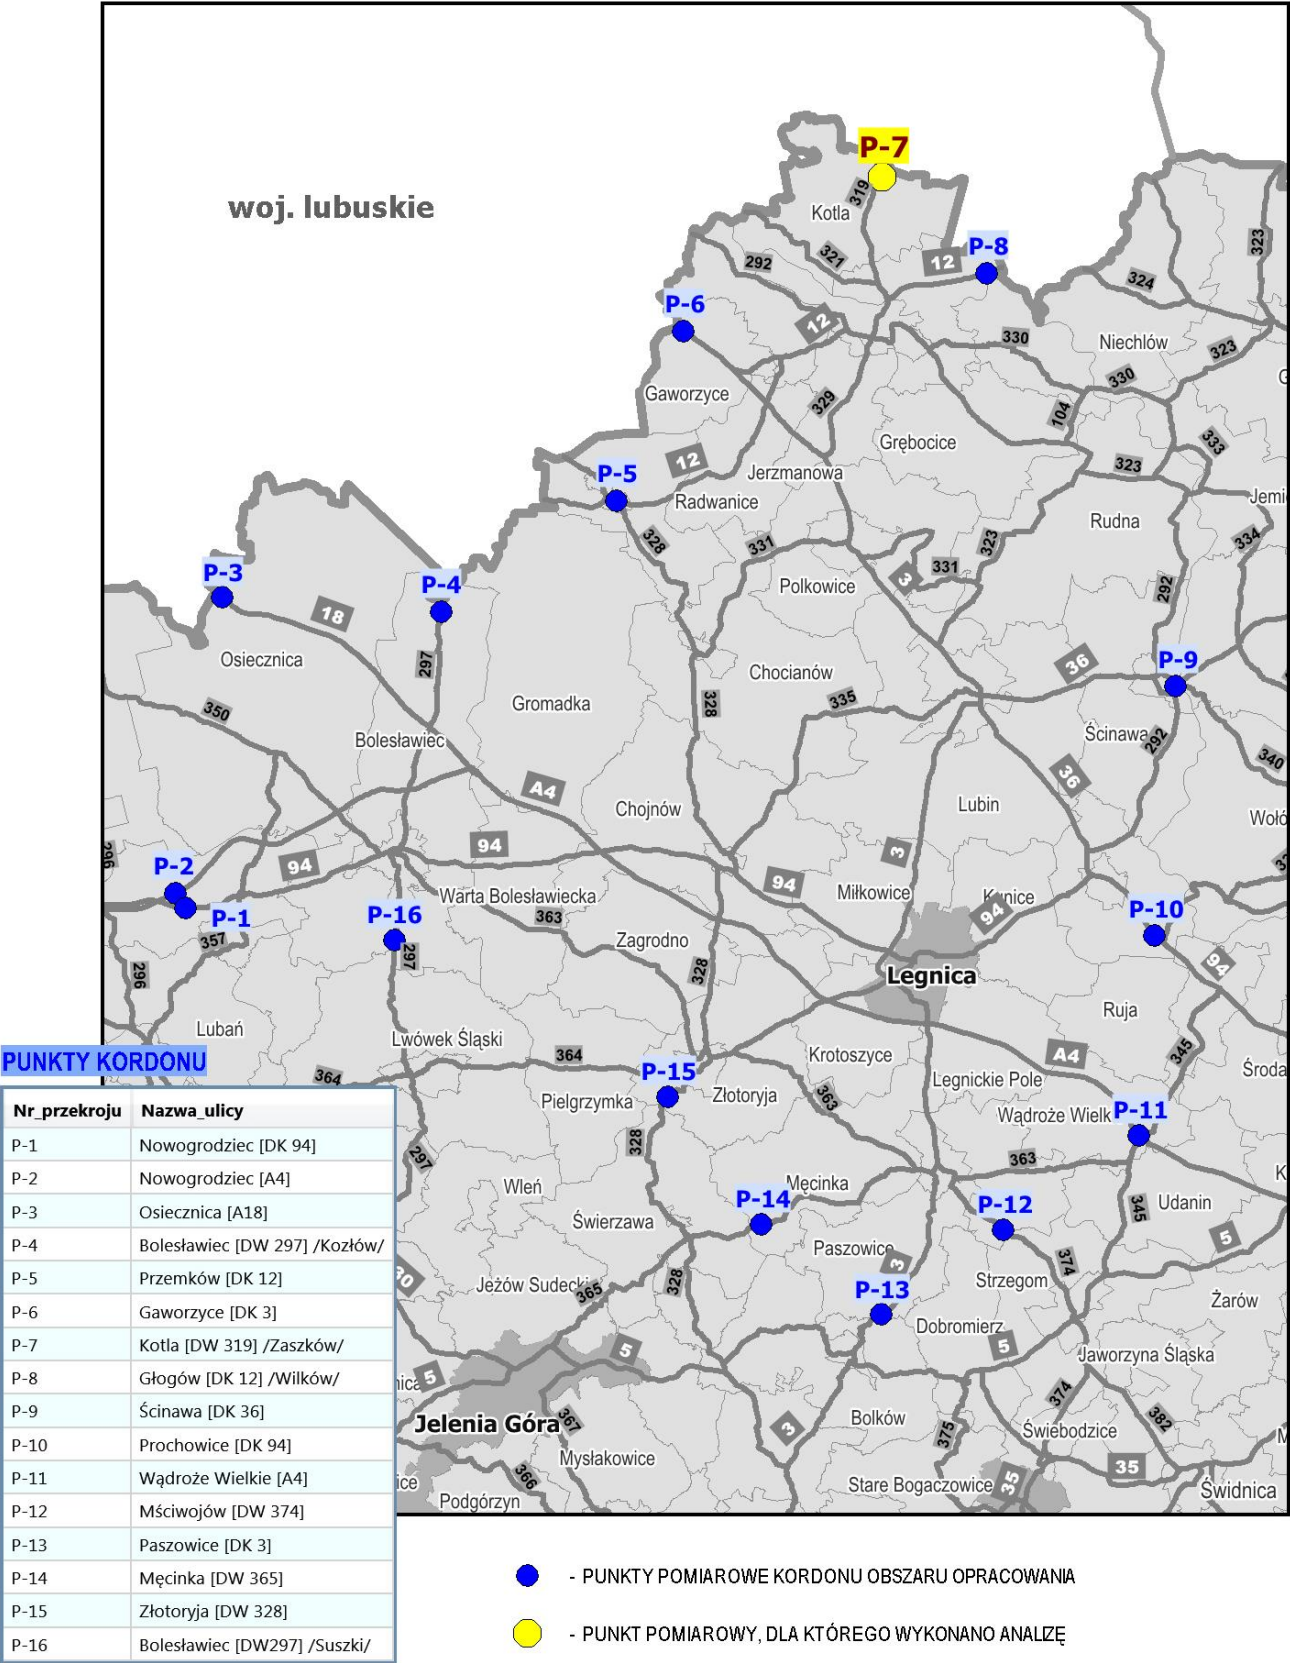 P-7
319
woj. lubuskie
Kotla
P-8
323
292
321
12
324
P-6
12
330
Niechlów
323
330
Gaworzyce
329
104
Grębocice
333
P-5
12
Jerzmanowa
323
Radwanice
Jemi
Rudna
328
331
323
334
P-3
P-4
331
3
Polkowice
292
18
Osiecznica
297
36
P-9
Chocianów
328
335
350
Gromadka
Bolesławiec
Ścinawa
292
340
A4
36
Chojnów
Lubin
Wołó
296
94
3
P-2
94
94
Miłkowice
Kunice
Warta Bolesławiecka
94
P-1
P-16
363
P-10
357
297
Zagrodno
296
328
Legnica
94
Lubań
Ruja
Lwówek Śląski
364
Krotoszyce
A4
345
PUNKTY KORDONU
364
P-15
Środa
Legnickie Pole
Pielgrzymka
Złotoryja
363
Wądroże Wielk
P-11
328
297
363
Wleń
Męcinka
P-14
P-12
345
Udanin
Świerzawa
Paszowice
5
3
374
30
Jeżów Sudecki
365
328
Strzegom
P-13
Żarów
Dobromierz
5
5
5
Jaworzyna Śląska
Jelenia Góra
367
3
Bolków
374
382
375
Świebodzice
Mysłakowice
366
35
35
Stare Bogaczowice
Podgórzyn
Świdnica
Nr_przekroju Nazwa_ulicy
P-1 Nowogrodziec [DK 94]
P-2 Nowogrodziec [A4]
P-3 Osiecznica [A18]
P-4 Bolesławiec [DW 297] /Kozłów/
P-5 Przemków [DK 12]
P-6 Gaworzyce [DK 3]
P-7 Kotla [DW 319] /Zaszków/
P-8 Głogów [DK 12] /Wilków/
P-9 Ścinawa [DK 36]
P-10 Prochowice [DK 94]
P-11 Wądroże Wielkie [A4]
P-12 Mściwojów [DW 374]
P-13 Paszowice [DK 3]
P-14 Męcinka [DW 365]
P-15 Złotoryja [DW 328]
P-16 Bolesławiec [DW297] /Suszki/
- PUNKTY POMIAROWE KORDONU OBSZARU OPRACOWANIA
- PUNKT POMIAROWY, DLA KTÓREGO WYKONANO ANALIZĘ